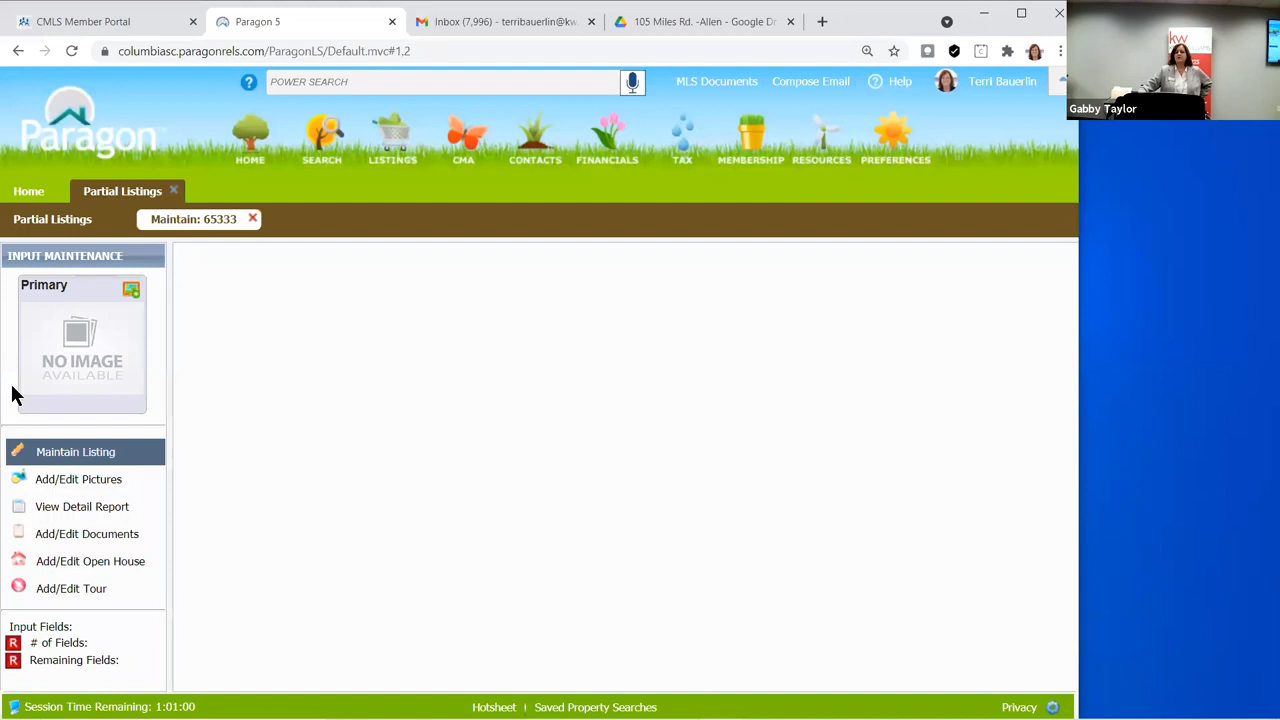 CMLS Member Portal
Paragon 5
Inbox (7,996) - terribauerlin@kw.
105 Miles Rd. -Allen - Google Dr
columbiasc.paragonrels.com/ParagonLS/Default.mvc#1,2
POWER SEARCH
MLS Documents
Compose Email
Help
Terri Bauerlin
Paragon
HOME
SEARCH
LISTINGS
CMA
CONTACTS
FINANCIALS
TAX
MEMBERSHIP
RESOURCES
PREFERENCES
Home
Partial Listings
Partial Listings
Maintain: 65333
INPUT MAINTENANCE
Primary
NO IMAGE
AVAILABLE
Maintain Listing
Add/Edit Pictures
View Detail Report
Add/Edit Documents
Add/Edit Open House
Add/Edit Tour
Input Fields:
R # of Fields:
R Remaining Fields:
Session Time Remaining: 1:01:00
Hotsheet | Saved Property Searches
Privacy
kw
Gabby Taylor